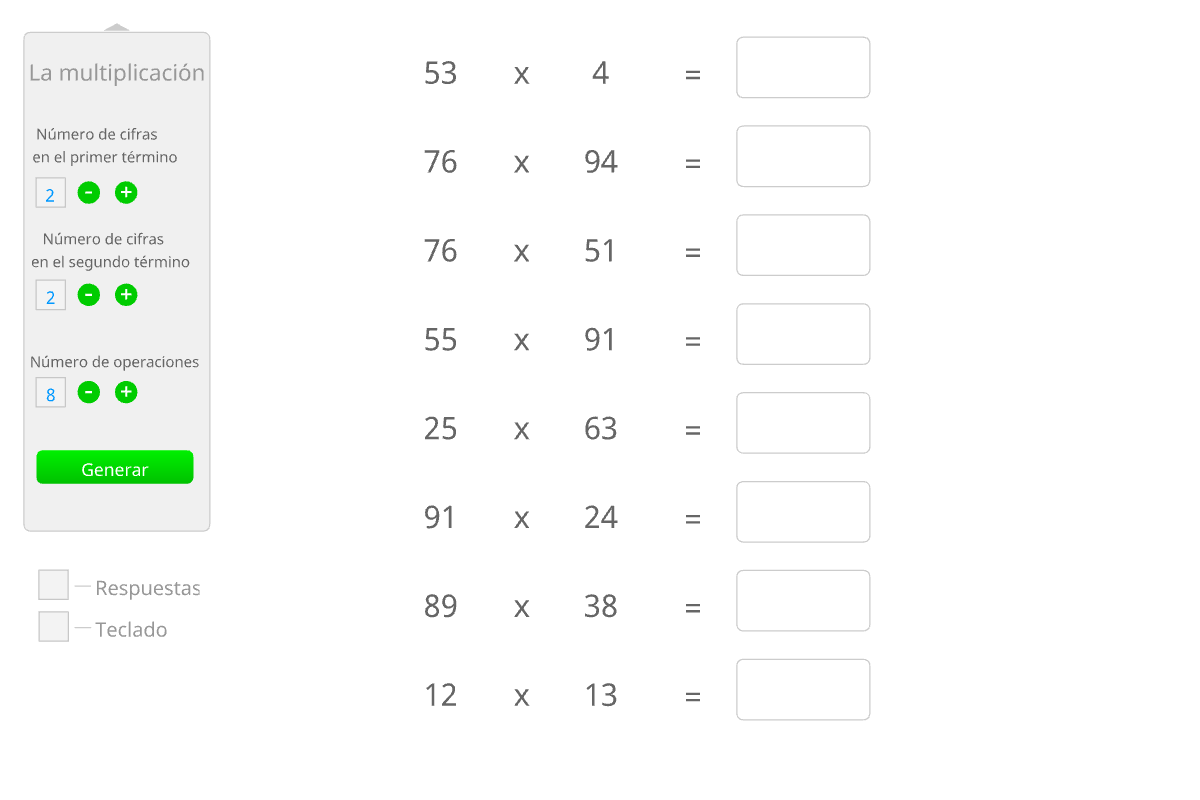 La multiplicación
Número de cifras
en el primer término
2 - +
Número de cifras
en el segundo término
2 - +
Número de operaciones
8 - +
Generar
Respuestas
Teclado
53 x 4 =
76 x 94 =
76 x 51 =
55 x 91 =
25 x 63 =
91 x 24 =
89 x 38 =
12 x 13 =